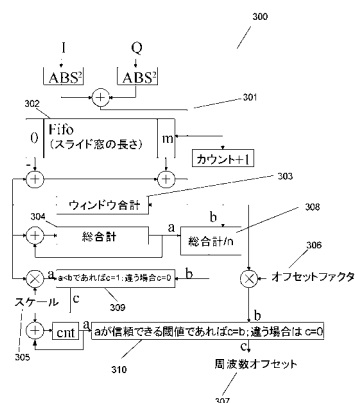 300
I Q
ABS² ABS²
301
302
0 Fifo m
(スライド窓の長さ)
カウント+1
303
ウィンドウ合計
304 308
総合計 a b 総合計/n
306
a a<bであればc=1;違う場合c=0 b オフセットファクタ
スケール c 309 b
305 cnt a aが信頼できる閾値であればc=b;違う場合は c=0
310 c
周波数オフセット
307